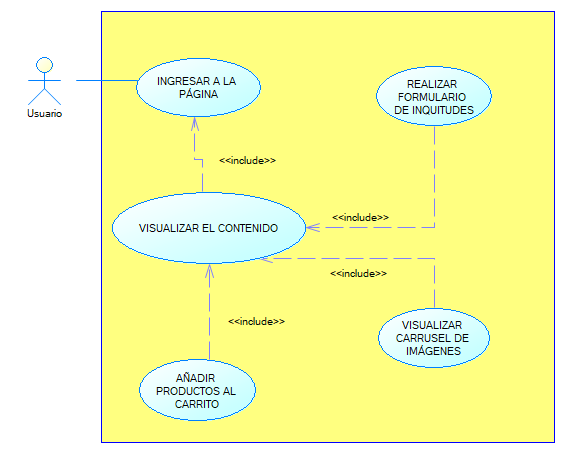 Usuario
INGRESAR A LA
PÁGINA
REALIZAR
FORMULARIO
DE INQUITUDES
<<include>>
VISUALIZAR EL CONTENIDO
<<include>>
<<include>>
<<include>>
VISUALIZAR
CARRUSEL DE
IMÁGENES
AÑADIR
PRODUCTOS AL
CARRITO